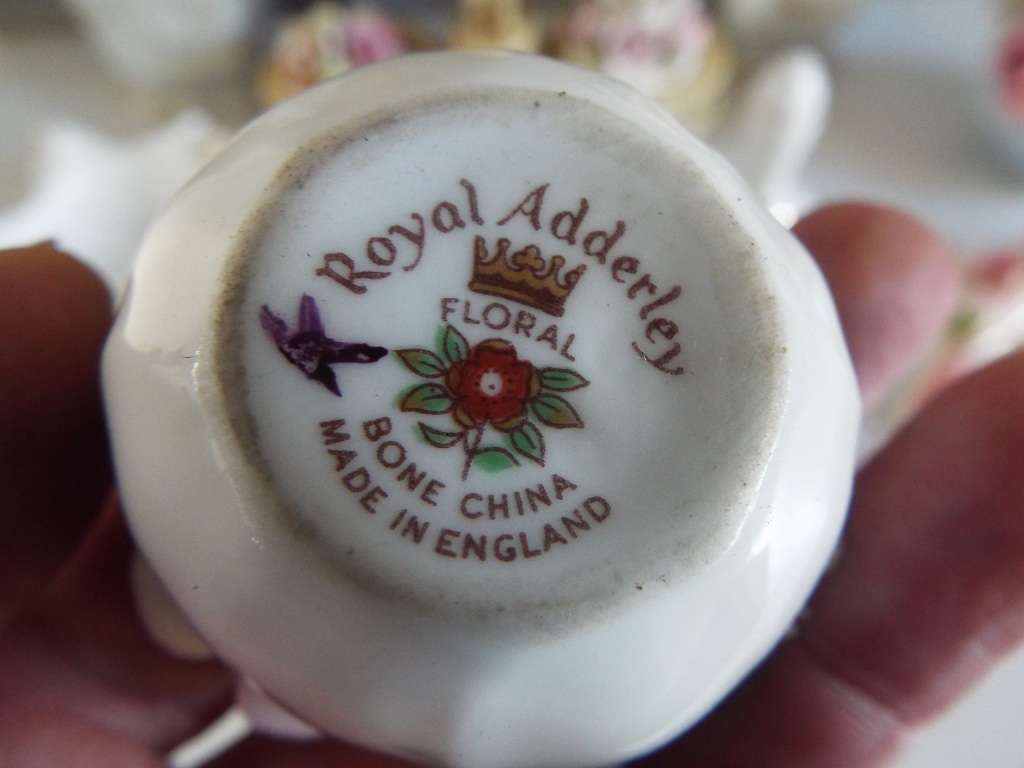 Royal Adderley
FLORAL
BONE CHINA
MADE IN ENGLAND